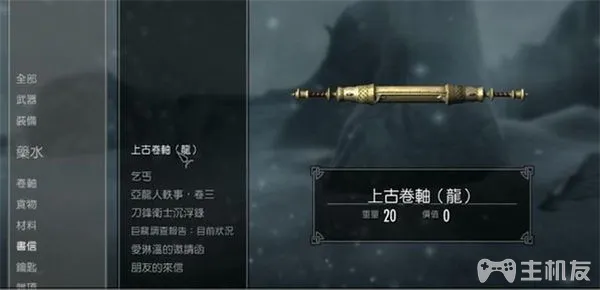 全部
武器
裝備
藥水
卷軸
食物
材料
書信
鑰匙
上古卷軸（龍）
乞丐
亞龍人軼事，卷三
刀鋒衛士沉浮錄
巨竊調查報告：目前狀況
愛琳溫的邀請函
朋友的來信
上古卷軸（龍）
重量 20 價值 0
主机友